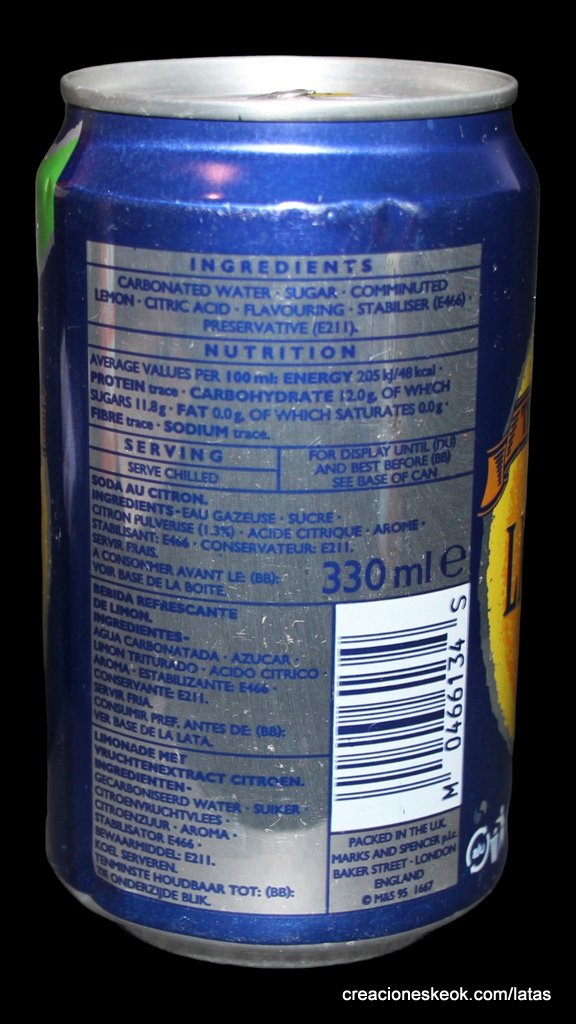 INGREDIENTS
CARBONATED WATER · SUGAR · COMMINUTED
LEMON · CITRIC ACID · FLAVOURING · STABILISER (E466) ·
PRESERVATIVE (E211).
NUTRITION
AVERAGE VALUES PER 100 ml: ENERGY 205 kJ/48 kcal ·
PROTEIN trace · CARBOHYDRATE 12.0g, OF WHICH
SUGARS 11.8g · FAT 0.0g, OF WHICH SATURATES 0.0g ·
FIBRE trace · SODIUM trace.
SERVING
SERVE CHILLED
FOR DISPLAY UNTIL (DU)
AND BEST BEFORE (BB)
SEE BASE OF CAN
SODA AU CITRON.
INGREDIENTS - EAU GAZEUSE · SUCRE ·
CITRON PULVERISE (1.3%) · ACIDE CITRIQUE · AROME ·
STABILISANT: E466 · CONSERVATEUR: E211.
SERVIR FRAIS.
A CONSOMMER AVANT LE: (BB):
VOIR BASE DE LA BOITE.
330 ml e
BEBIDA REFRESCANTE
DE LIMON.
INGREDIENTES-
AGUA CARBONATADA · AZUCAR ·
LIMON TRITURADO · ACIDO CITRICO ·
AROMA · ESTABILIZANTE: E466 ·
CONSERVANTE: E211.
SERVIR FRIA.
CONSUMIR PREF. ANTES DE: (BB):
VER BASE DE LA LATA.
LIMONADE MET
VRUCHTENEXTRACT CITROEN.
INGREDIENTEN-
GECARBONISEERD WATER · SUIKER ·
CITROENVRUCHTVLEES ·
CITROENZUUR · AROMA ·
STABILISATOR E466 ·
BEWAARMIDDEL: E211.
KOEL SERVEREN.
TENMINSTE HOUDBAAR TOT: (BB):
ZIE ONDERZIJDE BLIK.
M 0466134 S
PACKED IN THE U.K.
MARKS AND SPENCER p.l.c.
BAKER STREET · LONDON
ENGLAND
© M&S 95 1667
creacioneskeok.com/latas